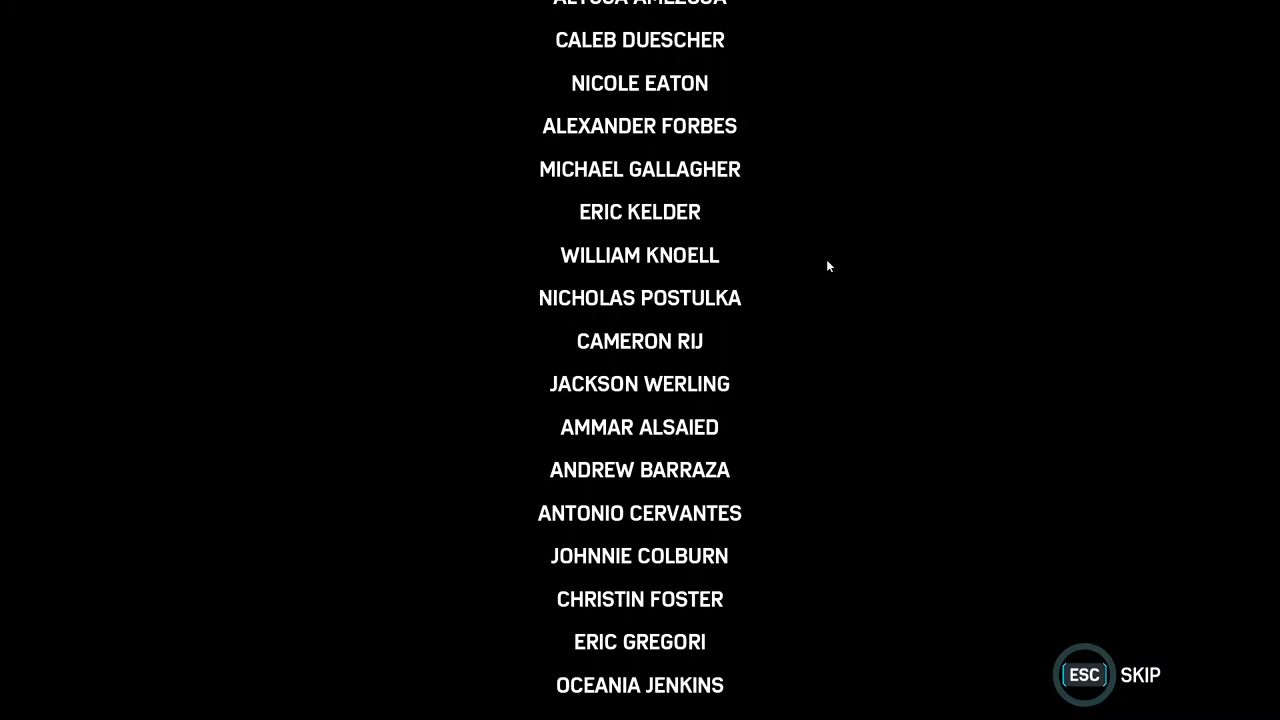 CALEB DUESCHER
NICOLE EATON
ALEXANDER FORBES
MICHAEL GALLAGHER
ERIC KELDER
WILLIAM KNOELL
NICHOLAS POSTULKA
CAMERON RIJ
JACKSON WERLING
AMMAR ALSAIED
ANDREW BARRAZA
ANTONIO CERVANTES
JOHNNIE COLBURN
CHRISTIN FOSTER
ERIC GREGORI
OCEANIA JENKINS
ESC SKIP